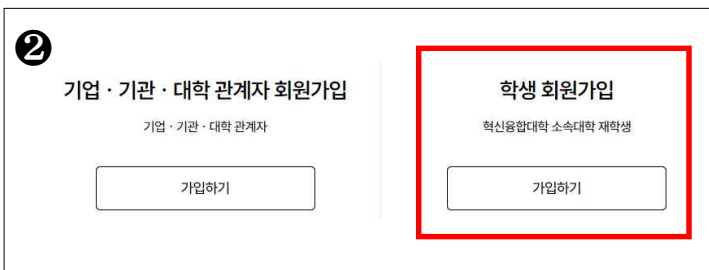 ❷
기업 · 기관 · 대학 관계자 회원가입
기업 · 기관 · 대학 관계자
가입하기
학생 회원가입
혁신융합대학 소속대학 재학생
가입하기